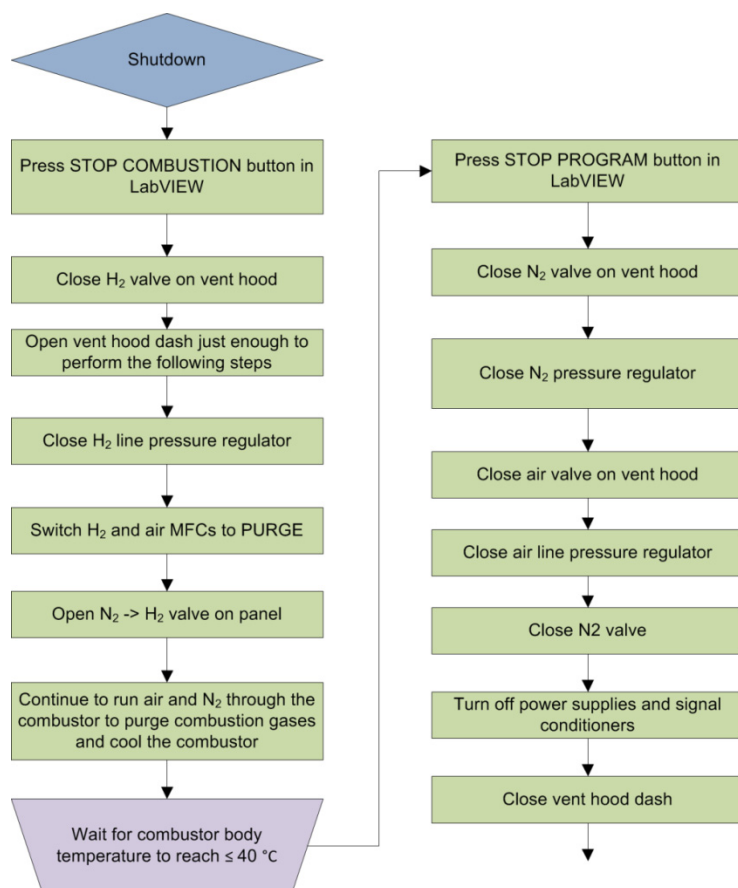 Shutdown
Press STOP COMBUSTION button in
LabVIEW
Close H₂ valve on vent hood
Open vent hood dash just enough to
perform the following steps
Close H₂ line pressure regulator
Switch H₂ and air MFCs to PURGE
Open N₂ -> H₂ valve on panel
Continue to run air and N₂ through the
combustor to purge combustion gases
and cool the combustor
Wait for combustor body
temperature to reach ≤ 40 °C
Press STOP PROGRAM button in
LabVIEW
Close N₂ valve on vent hood
Close N₂ pressure regulator
Close air valve on vent hood
Close air line pressure regulator
Close N2 valve
Turn off power supplies and signal
conditioners
Close vent hood dash